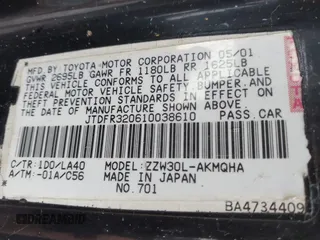 MFD BY TOYOTA MOTOR CORPORATION 05/01
GVWR 2695LB GAWR FR 1180LB RR 1625LB
THIS VEHICLE CONFORMS TO ALL APPLICABLE
FEDERAL MOTOR VEHICLE SAFETY, BUMPER, AND
THEFT PREVENTION STANDARDS IN EFFECT ON
THE DATE OF MANUFACTURE SHOWN ABOVE.
JTDFR320610038610 PASS.CAR
C/TR:1D0/LA40 MODEL:ZZW30L-AKMQHA
A/TM:-01A/C56 MADE IN JAPAN
NO.701
BA4734409
DREAMBID